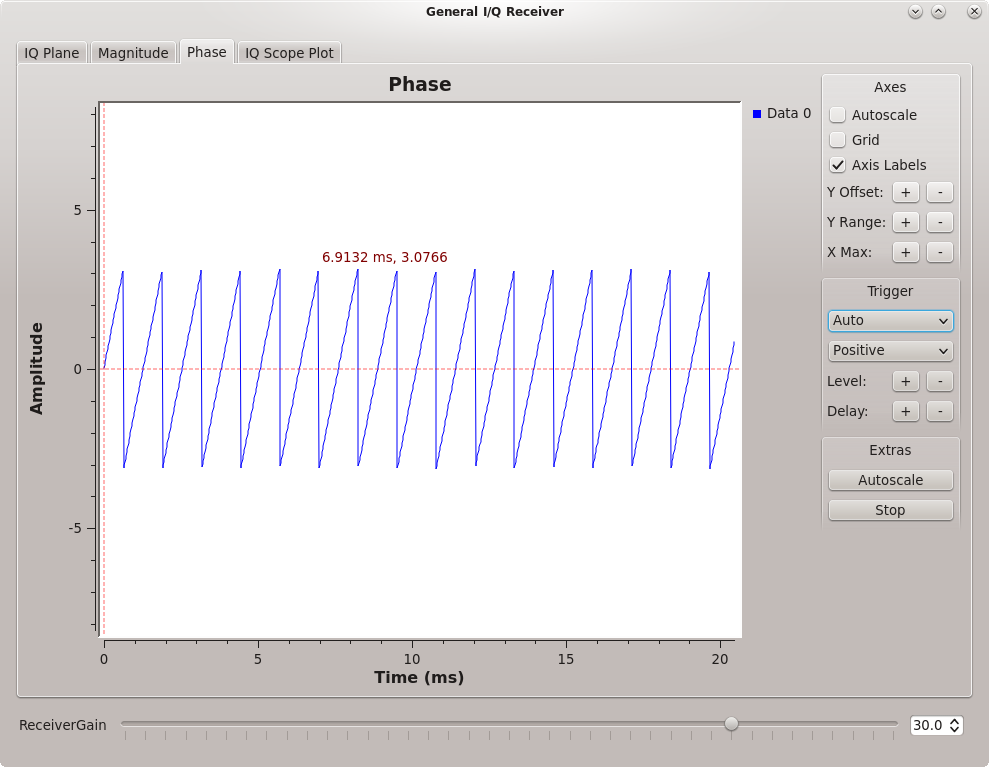 General I/Q Receiver
IQ Plane
Magnitude
Phase
IQ Scope Plot
Phase
Data 0
6.9132 ms, 3.0766
Amplitude
5
0
-5
0
5
10
15
20
Time (ms)
Axes
Autoscale
Grid
Axis Labels
Y Offset: + -
Y Range: + -
X Max: + -
Trigger
Auto
Positive
Level: + -
Delay: + -
Extras
Autoscale
Stop
ReceiverGain
30.0